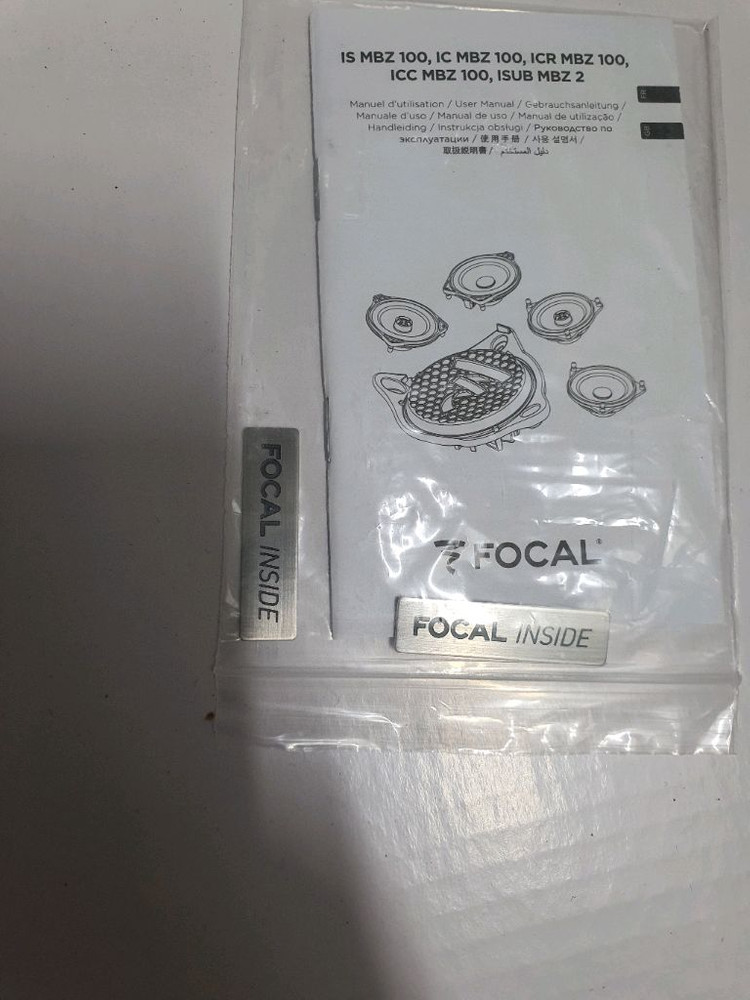 IS MBZ 100, IC MBZ 100, ICR MBZ 100,
ICC MBZ 100, ISUB MBZ 2
FR
GB
Manuel d'utilisation / User Manual / Gebrauchsanleitung /
Manuale d'uso / Manual de uso / Manual de utilização /
Handleiding / Instrukcja obsługi / Руководство по
эксплуатации / 使用手册 / 사용 설명서 /
取扱説明書 / دليل المستخدم
FOCAL®
FOCAL INSIDE
FOCAL INSIDE